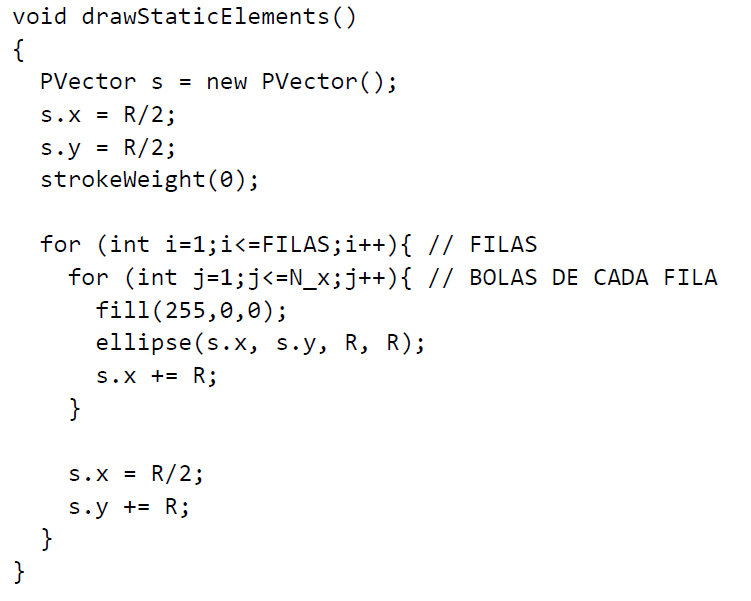 void drawStaticElements()
{
  PVector s = new PVector();
  s.x = R/2;
  s.y = R/2;
  strokeWeight(0);

  for (int i=1;i<=FILAS;i++){ // FILAS
    for (int j=1;j<=N_x;j++){ // BOLAS DE CADA FILA
      fill(255,0,0);
      ellipse(s.x, s.y, R, R);
      s.x += R;
    }

    s.x = R/2;
    s.y += R;
  }
}